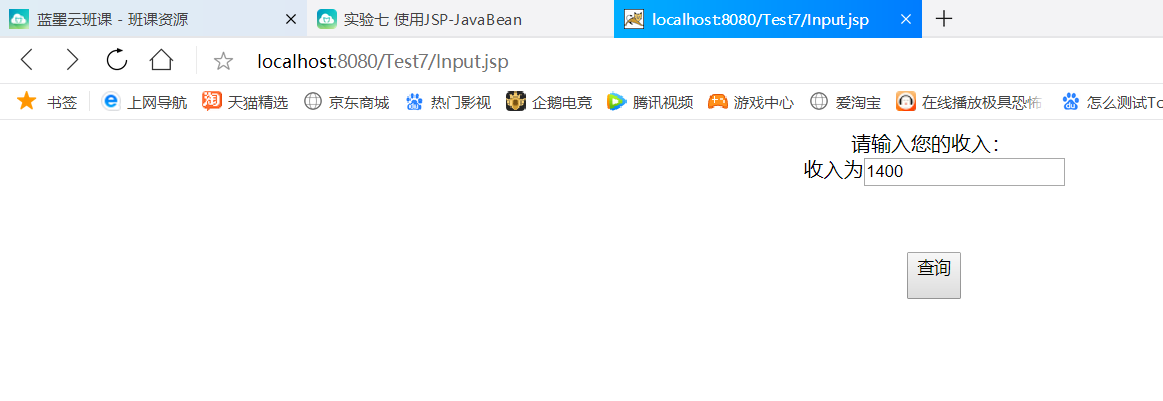 蓝墨云班课 - 班课资源 实验七 使用JSP-JavaBean localhost:8080/Test7/Input.jsp
localhost:8080/Test7/Input.jsp
书签 上网导航 天猫精选 京东商城 热门影视 企鹅电竞 腾讯视频 游戏中心 爱淘宝 在线播放极具恐怖 怎么测试To
请输入您的收入：
收入为 1400
查询